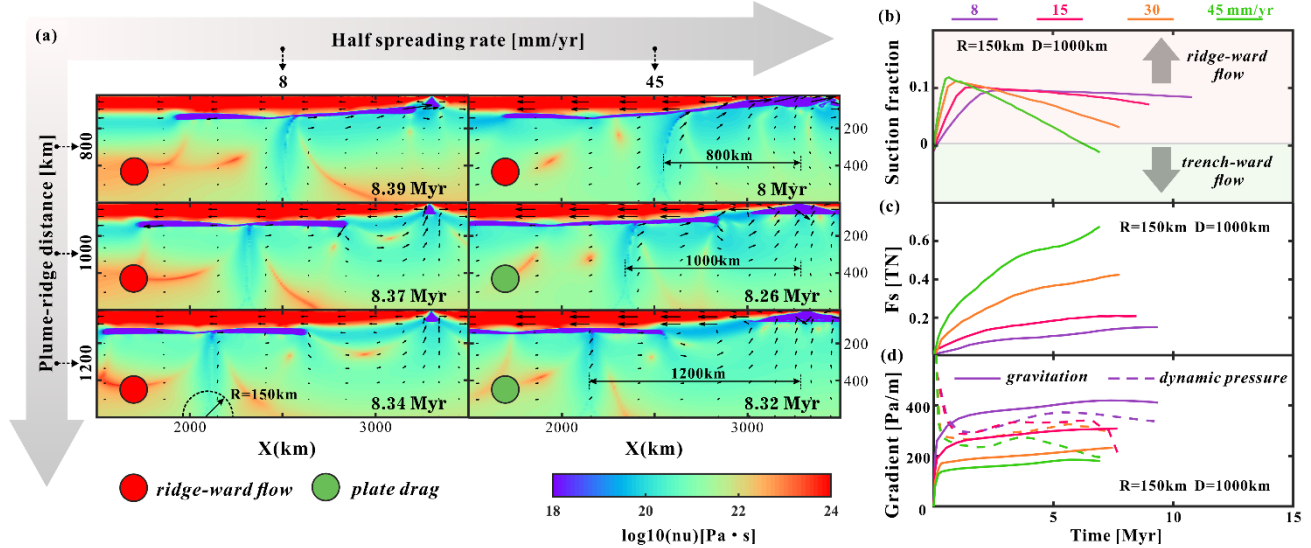 (a)
Half spreading rate [mm/yr]
8
45
Plume-ridge distance [km]
800
1000
1200
8.39 Myr
800km
8 Myr
200
400
8.37 Myr
1000km
8.26 Myr
200
400
R=150km
8.34 Myr
1200km
8.32 Myr
200
400
2000
3000
2000
3000
X(km)
X(km)
ridge-ward flow
plate drag
18
20
22
24
log10(nu)[Pa · s]
(b)
8
15
30
45 mm/yr
R=150km D=1000km
ridge-ward
flow
trench-ward
flow
Suction fraction
0.1
0
(c)
R=150km D=1000km
Fs [TN]
0.6
0.4
0.2
(d)
gravitation
dynamic pressure
Gradient [Pa/m]
400
200
0
R=150km D=1000km
5
10
15
Time [Myr]